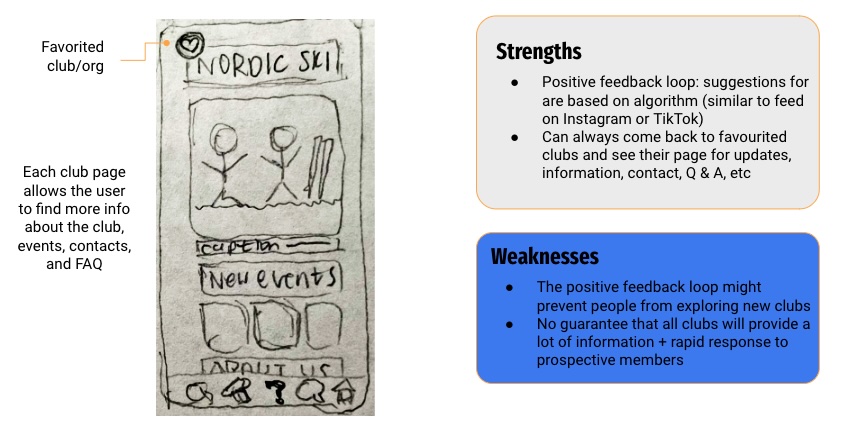 Favorited
club/org
Each club page
allows the user
to find more info
about the club,
events, contacts,
and FAQ
NORDIC SKI
caption
New events
ABOUT US
?
Strengths
● Positive feedback loop: suggestions for
are based on algorithm (similar to feed
on Instagram or TikTok)
● Can always come back to favourited
clubs and see their page for updates,
information, contact, Q & A, etc
Weaknesses
● The positive feedback loop might
prevent people from exploring new clubs
● No guarantee that all clubs will provide a
lot of information + rapid response to
prospective members